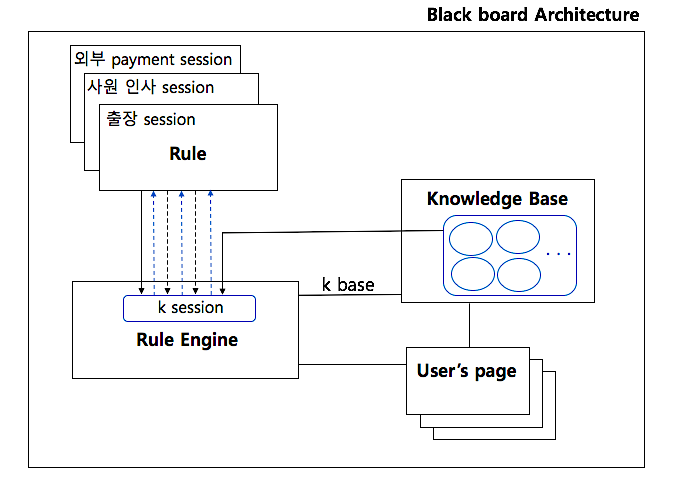 Black board Architecture
외부 payment session
사원 인사 session
출장 session
Rule
Knowledge Base
. . .
k base
k session
Rule Engine
User's page